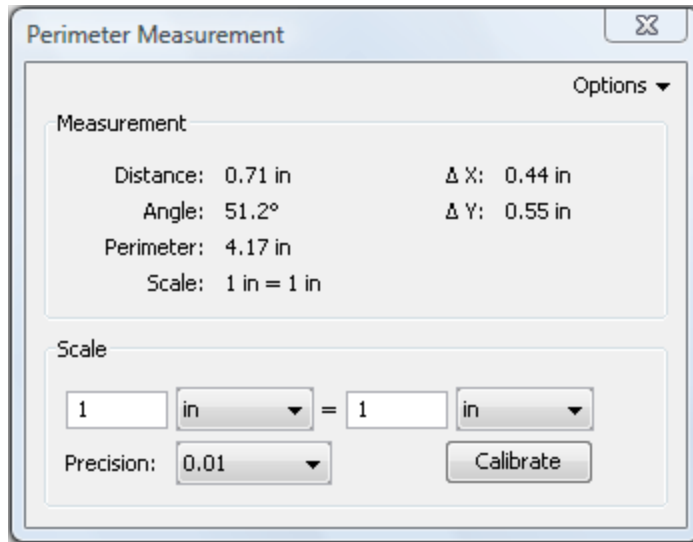 Perimeter Measurement
Options
Measurement
Distance: 0.71 in Δ X: 0.44 in
Angle: 51.2° Δ Y: 0.55 in
Perimeter: 4.17 in
Scale: 1 in = 1 in
Scale
1 in = 1 in
Precision: 0.01 Calibrate